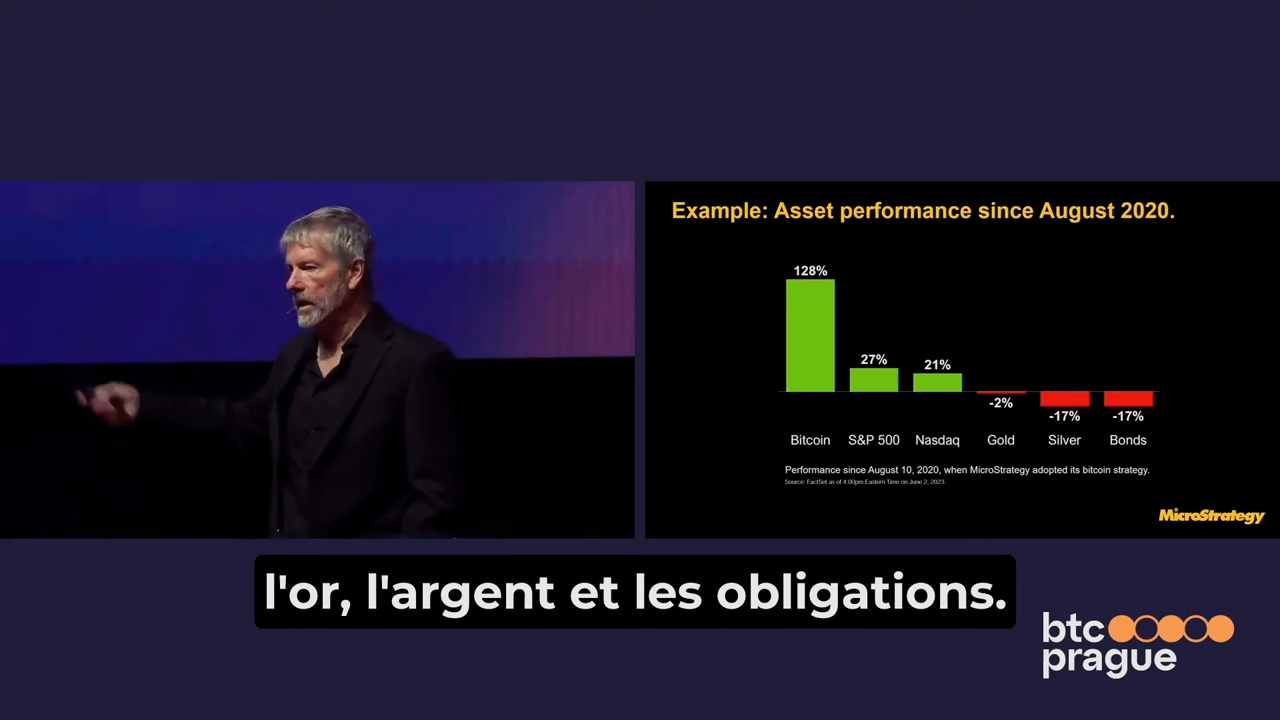 Example: Asset performance since August 2020.
128%
27%
21%
-2%
-17%
-17%
Bitcoin S&P 500 Nasdaq Gold Silver Bonds
Performance since August 10, 2020, when MicroStrategy adopted its bitcoin strategy.
Source: FactSet as of 4:00pm Eastern Time on June 2, 2023.
MicroStrategy
l'or, l'argent et les obligations.
btc
prague